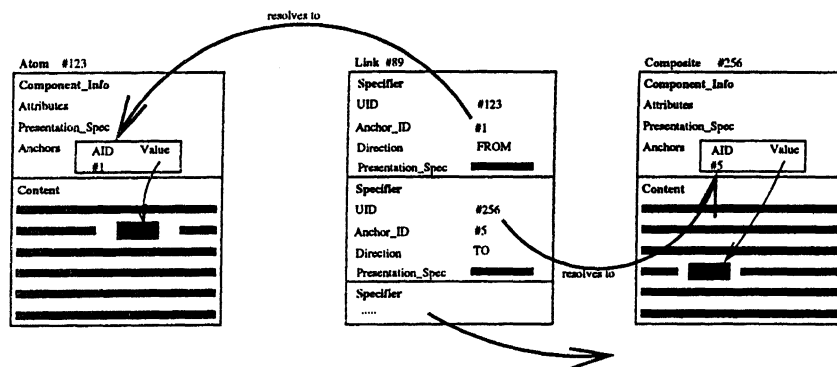 resolves to
Atom #123
Component_Info
Attributes
Presentation_Spec
Anchors
AID Value
#1
Content
Link #89
Specifier
UID #123
Anchor_ID #1
Direction FROM
Presentation_Spec
Specifier
UID #256
Anchor_ID #5
Direction TO
Presentation_Spec
resolves to
Specifier
.....
Composite #256
Component_Info
Attributes
Presentation_Spec
Anchors
AID Value
#5
Content